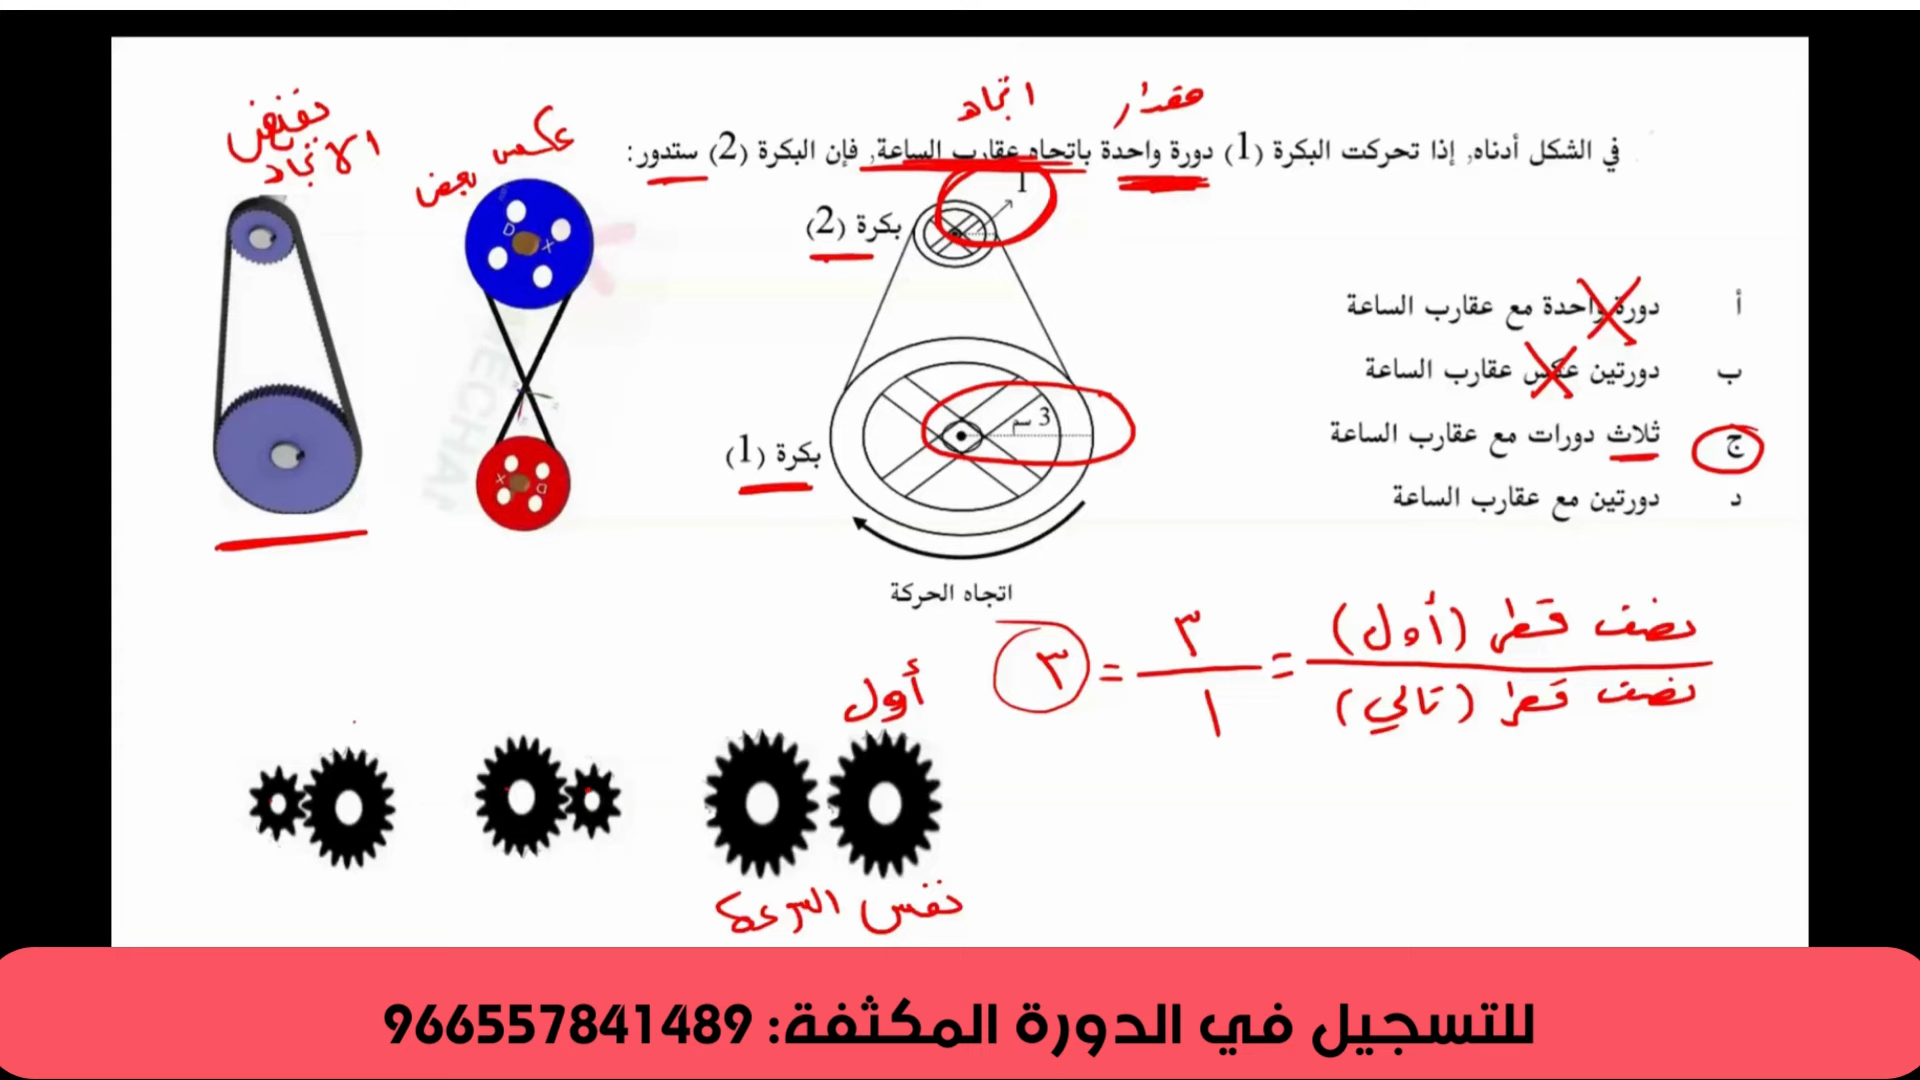 مقدار
اتجاه
في الشكل أدناه, إذا تحركت البكرة (1) دورة واحدة باتجاه عقارب الساعة, فإن البكرة (2) ستدور:
بنفس
الاتجاه
عكس
بعض
1
بكرة (2)
أ دورة واحدة مع عقارب الساعة
ب دورتين عكس عقارب الساعة
ج ثلاث دورات مع عقارب الساعة
د دورتين مع عقارب الساعة
3 سم
بكرة (1)
اتجاه الحركة
نصف قطر (أول)
نصف قطر (تالي)
= ٣
١
= ٣
أول
نفس السرعة
للتسجيل في الدورة المكثفة: 966557841489